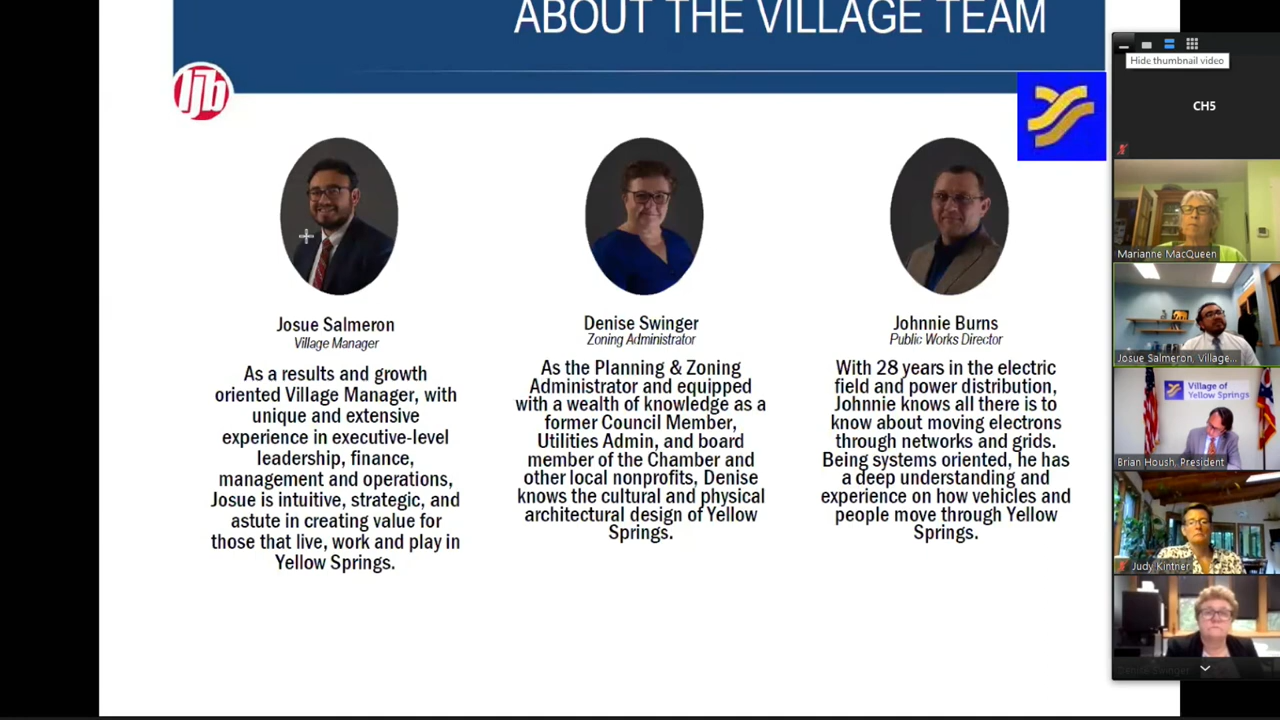 ABOUT THE VILLAGE TEAM
ljb
Josue Salmeron
Village Manager
As a results and growth
oriented Village Manager, with
unique and extensive
experience in executive-level
leadership, finance,
management and operations,
Josue is intuitive, strategic, and
astute in creating value for
those that live, work and play in
Yellow Springs.
Denise Swinger
Zoning Administrator
As the Planning & Zoning
Administrator and equipped
with a wealth of knowledge as a
former Council Member,
Utilities Admin, and board
member of the Chamber and
other local nonprofits, Denise
knows the cultural and physical
architectural design of Yellow
Springs.
Johnnie Burns
Public Works Director
With 28 years in the electric
field and power distribution,
Johnnie knows all there is to
know about moving electrons
through networks and grids.
Being systems oriented, he has
a deep understanding and
experience on how vehicles and
people move through Yellow
Springs.
Hide thumbnail video
CH5
Marianne MacQueen
Josue Salmeron, Village...
Village of
Yellow Springs
Brian Housh, President
Judy Kintner
Denise Swinger